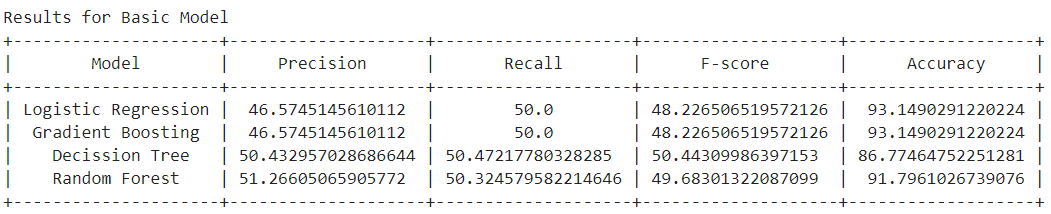 Results for Basic Model
+---------------------+--------------------+--------------------+--------------------+-------------------+
| Model | Precision | Recall | F-score | Accuracy |
+---------------------+--------------------+--------------------+--------------------+-------------------+
| Logistic Regression | 46.5745145610112 | 50.0 | 48.226506519572126 | 93.1490291220224 |
| Gradient Boosting | 46.5745145610112 | 50.0 | 48.226506519572126 | 93.1490291220224 |
| Decission Tree | 50.432957028686644 | 50.47217780328285 | 50.44309986397153 | 86.77464752251281 |
| Random Forest | 51.26605065905772 | 50.324579582214646 | 49.68301322087099 | 91.7961026739076 |
+---------------------+--------------------+--------------------+--------------------+-------------------+